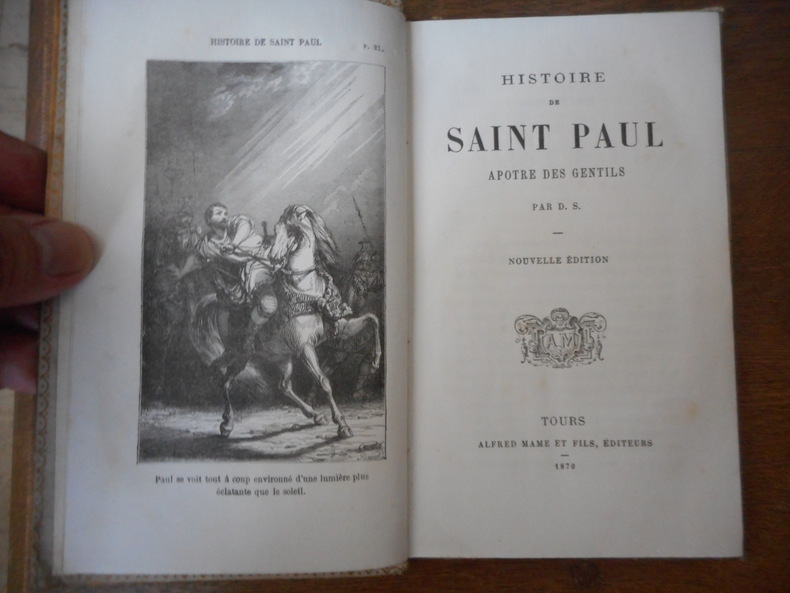 HISTOIRE DE SAINT PAUL
P. 21.
Paul se voit tout à coup environné d'une lumière plus
éclatante que le soleil.
HISTOIRE
DE
SAINT PAUL
APOTRE DES GENTILS
PAR D. S.
NOUVELLE ÉDITION
A M
TOURS
ALFRED MAME ET FILS, ÉDITEURS
1870